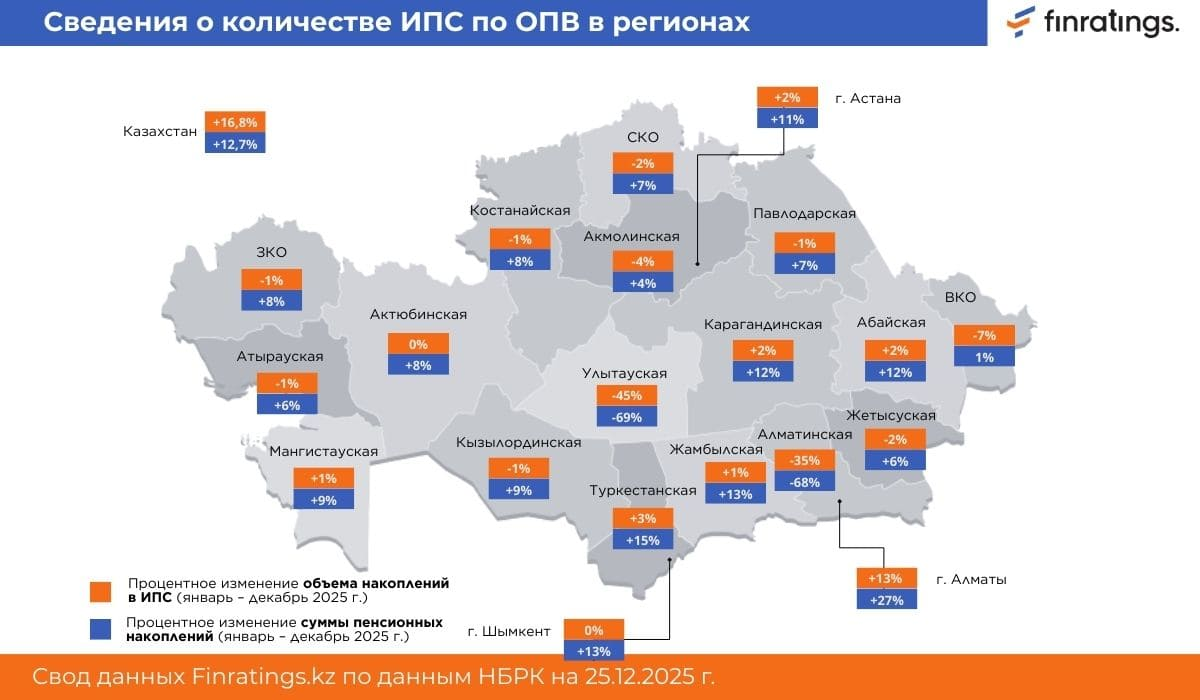 Сведения о количестве ИПС по ОПВ в регионах
finratings.
Казахстан
+16,8%
+12,7%
+2%
+11%
г. Астана
СКО
-2%
+7%
Костанайская
-1%
+8%
Акмолинская
-4%
+4%
Павлодарская
-1%
+7%
ЗКО
-1%
+8%
Актюбинская
0%
+8%
Атырауская
-1%
+6%
Карагандинская
+2%
+12%
Абайская
+2%
+12%
ВКО
-7%
1%
Улытауская
-45%
-69%
Мангистауская
+1%
+9%
Кызылординская
-1%
+9%
Туркестанская
+3%
+15%
Жамбылская
+1%
+13%
Алматинская
-35%
-68%
Жетысуская
-2%
+6%
+13%
+27%
г. Алматы
г. Шымкент
0%
+13%
Процентное изменение объема накоплений
в ИПС (январь – декабрь 2025 г.)
Процентное изменение суммы пенсионных
накоплений (январь – декабрь 2025 г.)
Свод данных Finratings.kz по данным НБРК на 25.12.2025 г.